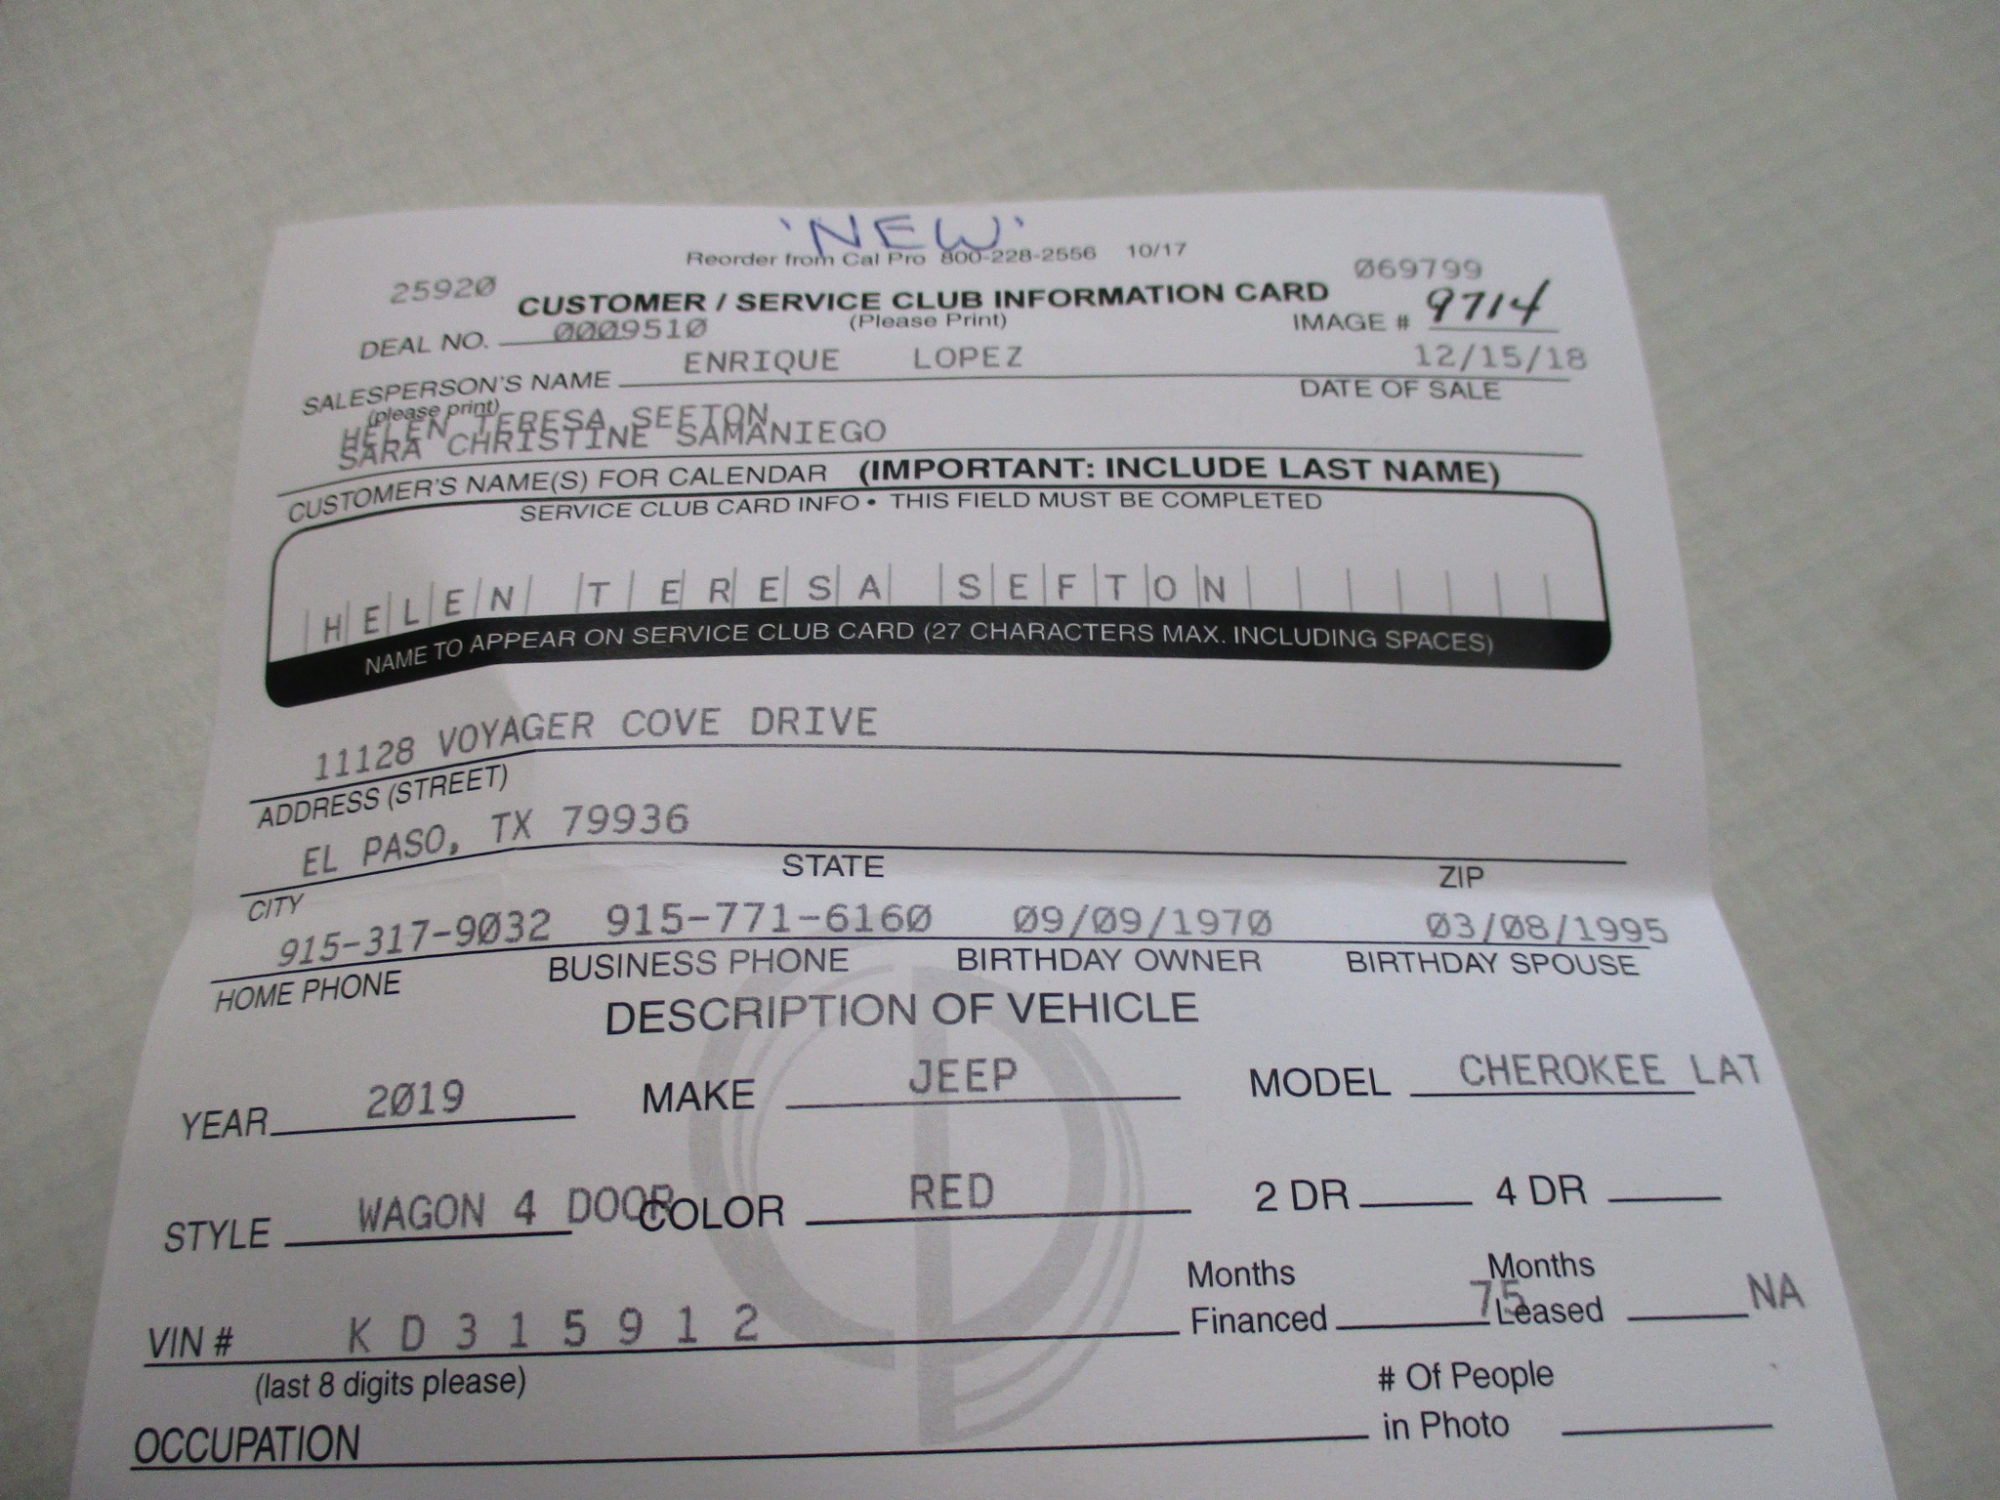 'NEW'
Reorder from Cal Pro 800-228-2556 10/17
25920 CUSTOMER / SERVICE CLUB INFORMATION CARD 069799
(Please Print)
DEAL NO. 0009510 IMAGE # 9714
SALESPERSON'S NAME ENRIQUE LOPEZ 12/15/18
(please print) DATE OF SALE
HELEN TERESA SEFTON
SARA CHRISTINE SAMANIEGO
CUSTOMER'S NAME(S) FOR CALENDAR (IMPORTANT: INCLUDE LAST NAME)
SERVICE CLUB CARD INFO • THIS FIELD MUST BE COMPLETED
HELEN TERESA SEFTON
NAME TO APPEAR ON SERVICE CLUB CARD (27 CHARACTERS MAX. INCLUDING SPACES)
11128 VOYAGER COVE DRIVE
ADDRESS (STREET)
EL PASO, TX 79936
CITY STATE ZIP
915-317-9032 915-771-6160 09/09/1970 03/08/1995
HOME PHONE BUSINESS PHONE BIRTHDAY OWNER BIRTHDAY SPOUSE
DESCRIPTION OF VEHICLE
YEAR 2019 MAKE JEEP MODEL CHEROKEE LAT
STYLE WAGON 4 DOOR COLOR RED 2 DR 4 DR
VIN # K D 3 1 5 9 1 2 Months Financed 75 Months Leased NA
(last 8 digits please)
OCCUPATION # Of People in Photo